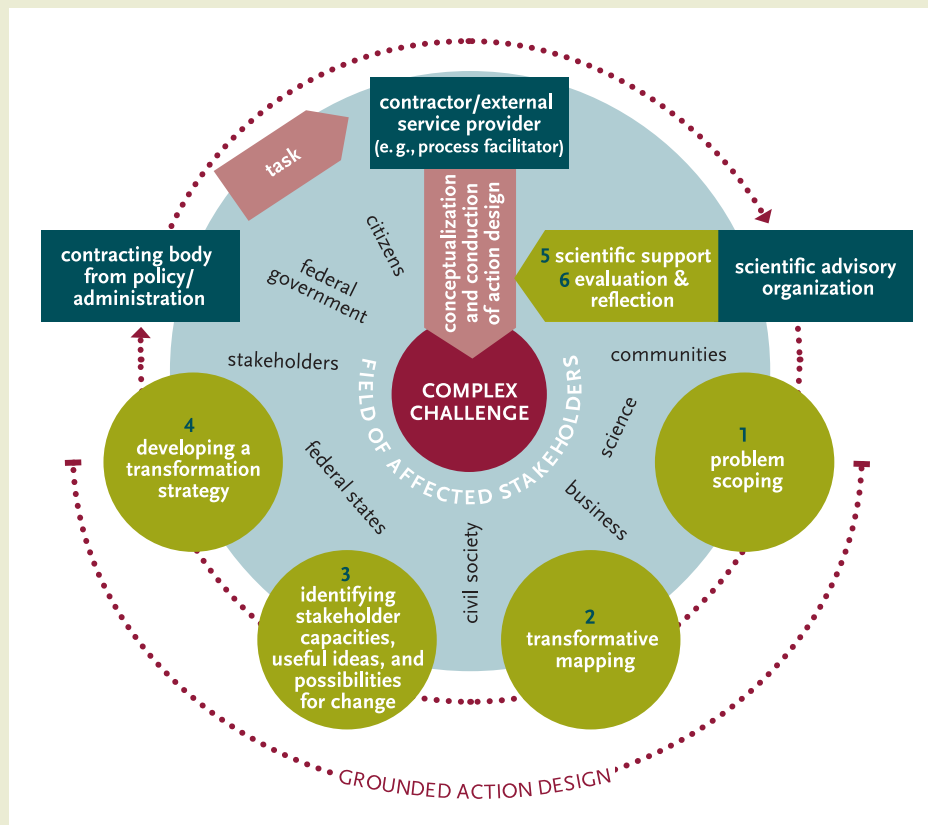 contractor/external
service provider
(e. g., process facilitator)
task
conceptualization
and conduction
of action design
citizens
federal
government
contracting body
from policy/
administration
5 scientific support
6 evaluation &
reflection
scientific advisory
organization
stakeholders
communities
COMPLEX
CHALLENGE
FIELD OF AFFECTED STAKEHOLDERS
science
business
civil society
federal states
1
problem
scoping
2
transformative
mapping
3
identifying
stakeholder
capacities,
useful ideas, and
possibilities
for change
4
developing a
transformation
strategy
GROUNDED ACTION DESIGN